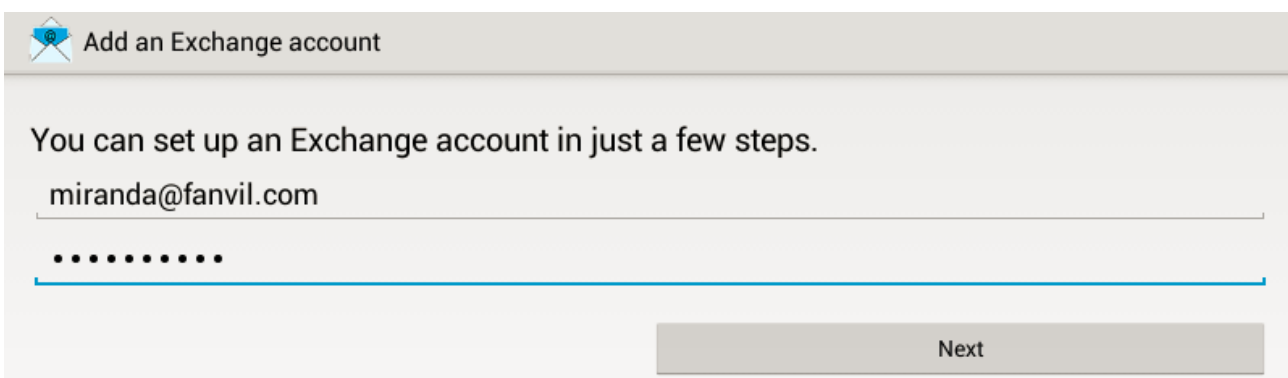 Add an Exchange account
You can set up an Exchange account in just a few steps.
miranda@fanvil.com
••••••••••
Next